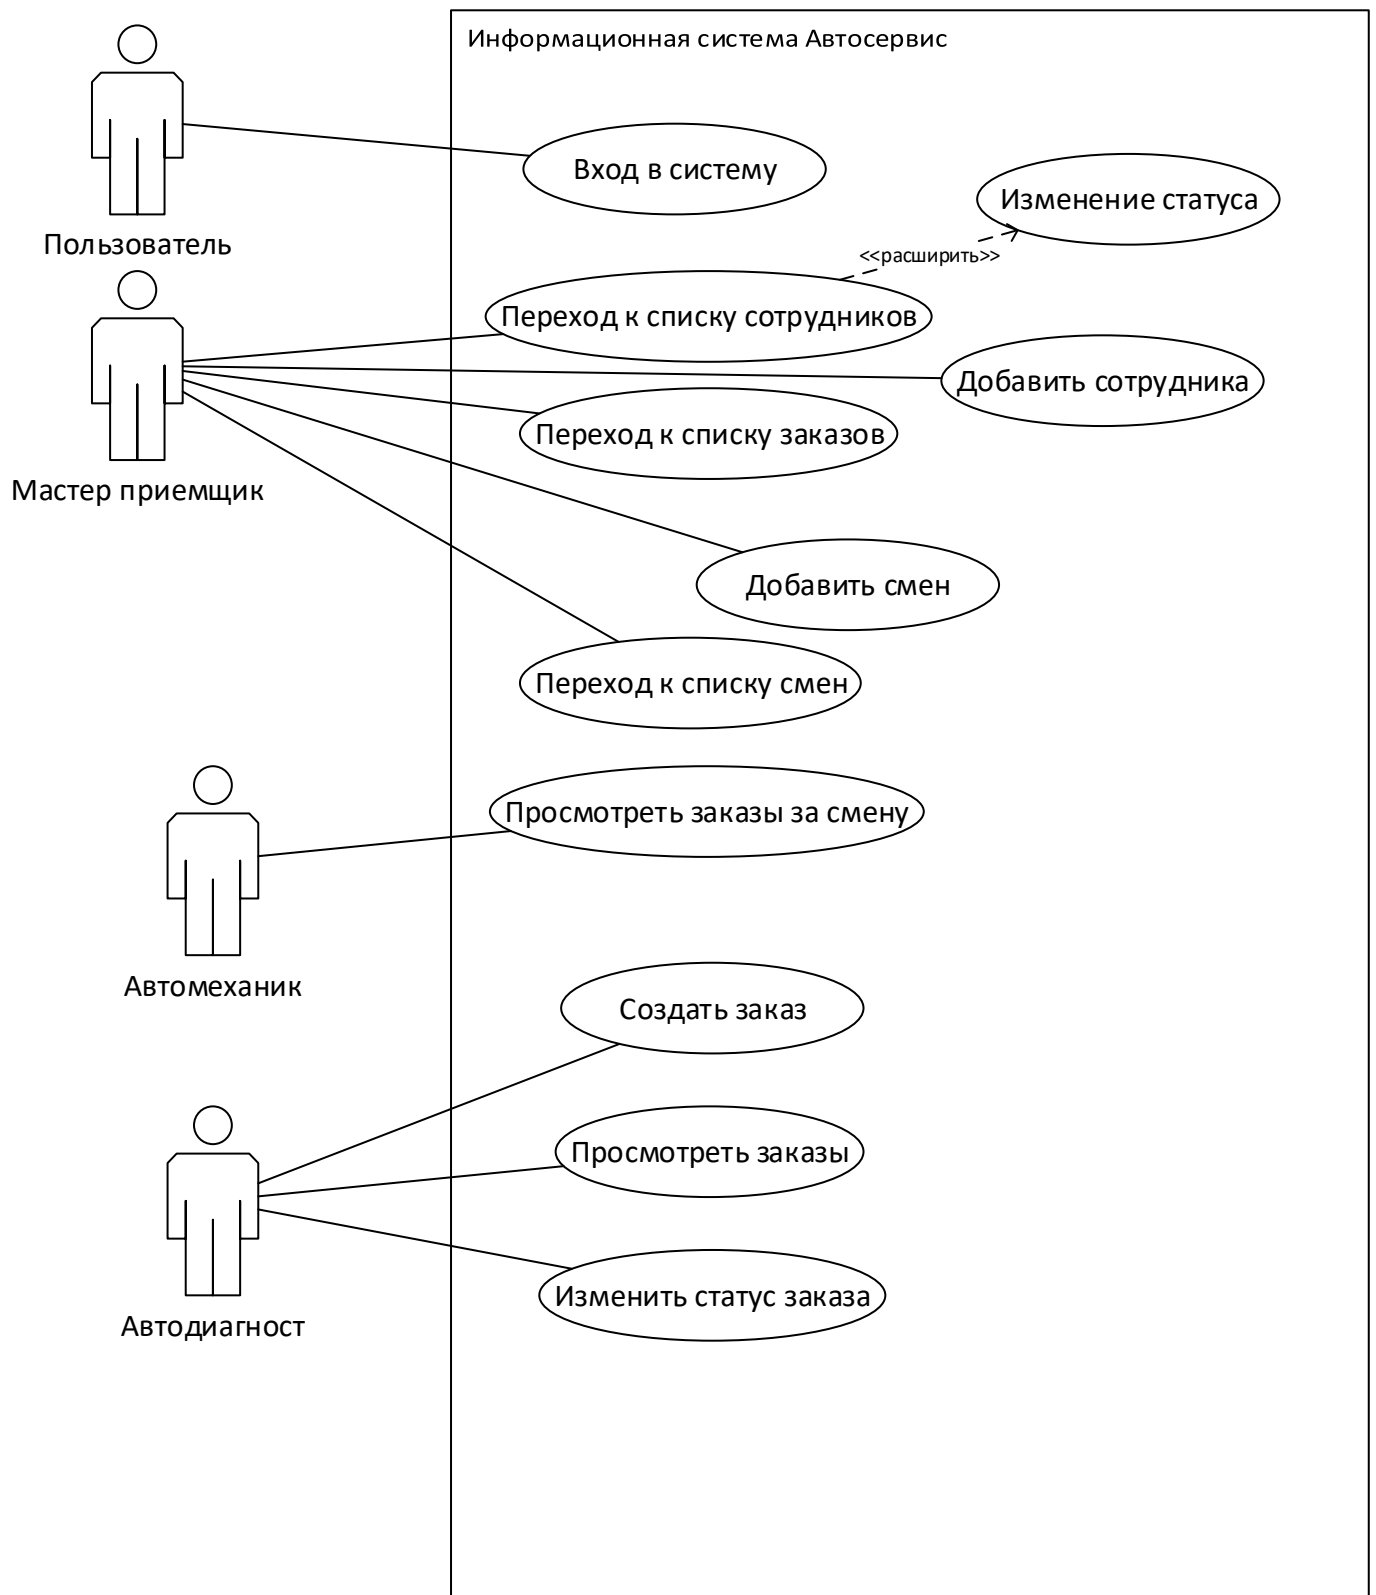 Информационная система Автосервис
Вход в систему
Изменение статуса
Пользователь
<<расширить>>
Переход к списку сотрудников
Добавить сотрудника
Переход к списку заказов
Мастер приемщик
Добавить смен
Переход к списку смен
Просмотреть заказы за смену
Автомеханик
Создать заказ
Просмотреть заказы
Изменить статус заказа
Автодиагност